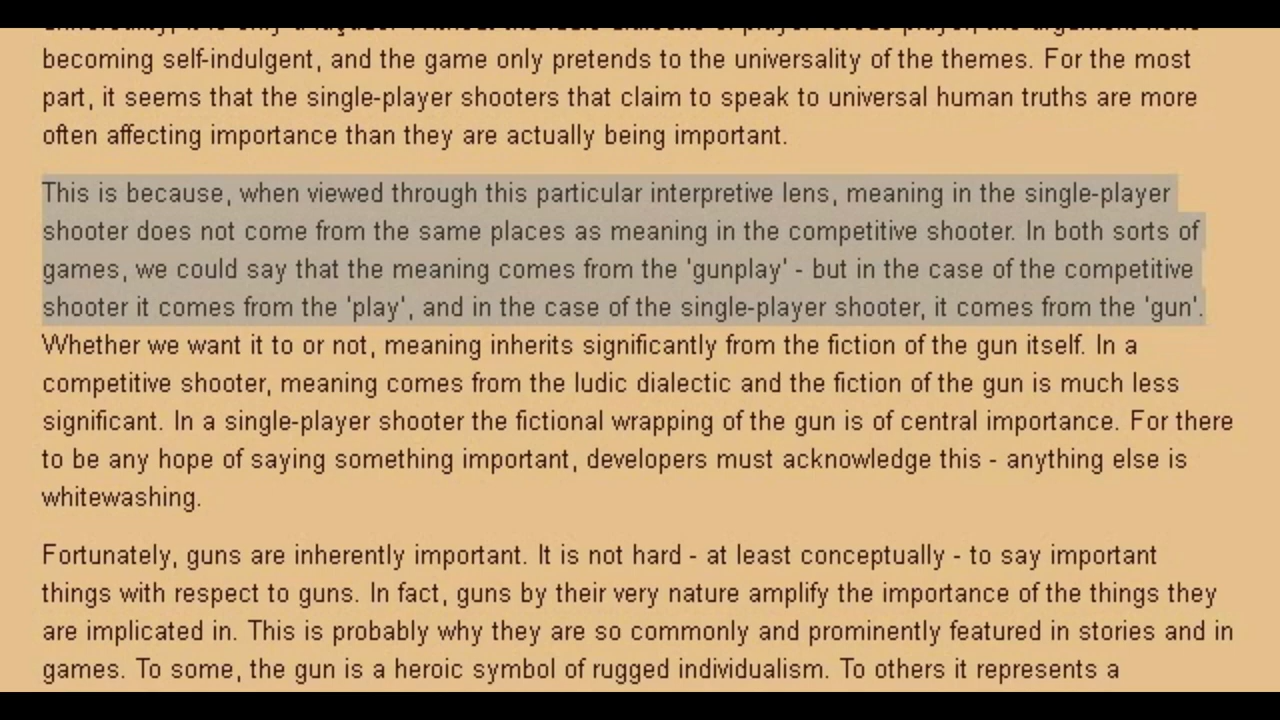 becoming self-indulgent, and the game only pretends to the universality of the themes. For the most
part, it seems that the single-player shooters that claim to speak to universal human truths are more
often affecting importance than they are actually being important.
This is because, when viewed through this particular interpretive lens, meaning in the single-player
shooter does not come from the same places as meaning in the competitive shooter. In both sorts of
games, we could say that the meaning comes from the 'gunplay' - but in the case of the competitive
shooter it comes from the 'play', and in the case of the single-player shooter, it comes from the 'gun'.
Whether we want it to or not, meaning inherits significantly from the fiction of the gun itself. In a
competitive shooter, meaning comes from the ludic dialectic and the fiction of the gun is much less
significant. In a single-player shooter the fictional wrapping of the gun is of central importance. For there
to be any hope of saying something important, developers must acknowledge this - anything else is
whitewashing.
Fortunately, guns are inherently important. It is not hard - at least conceptually - to say important
things with respect to guns. In fact, guns by their very nature amplify the importance of the things they
are implicated in. This is probably why they are so commonly and prominently featured in stories and in
games. To some, the gun is a heroic symbol of rugged individualism. To others it represents a